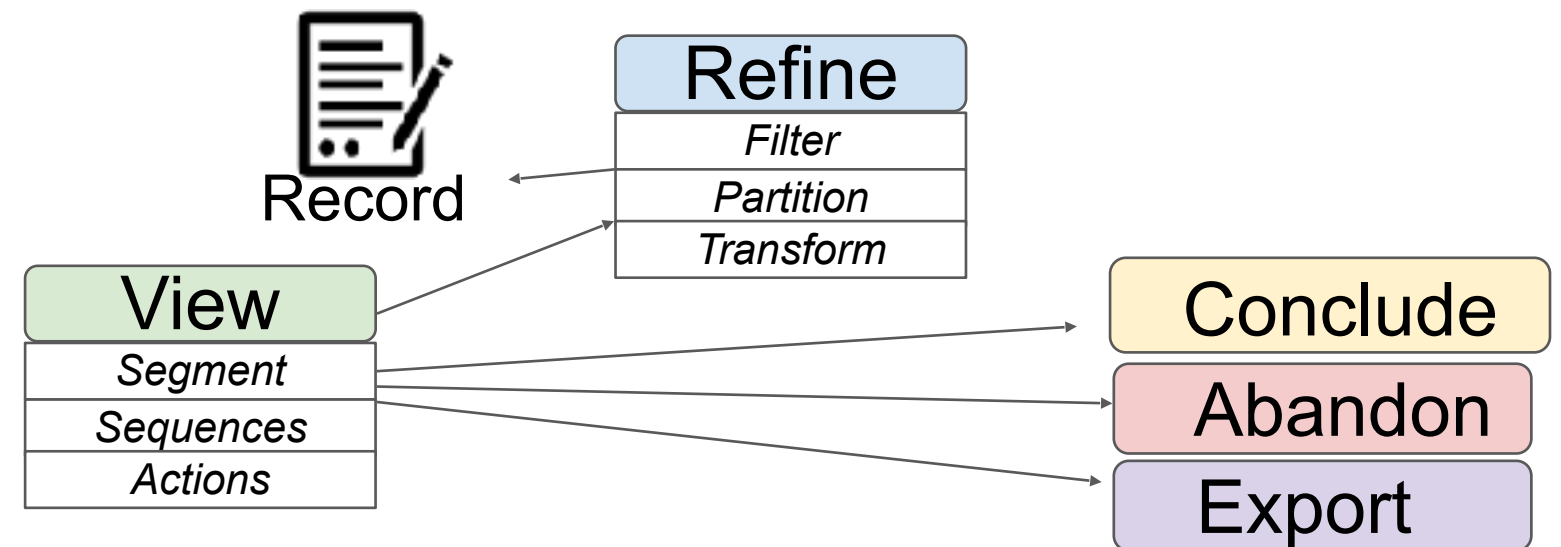 Record
Refine
Filter
Partition
Transform
View
Segment
Sequences
Actions
Conclude
Abandon
Export